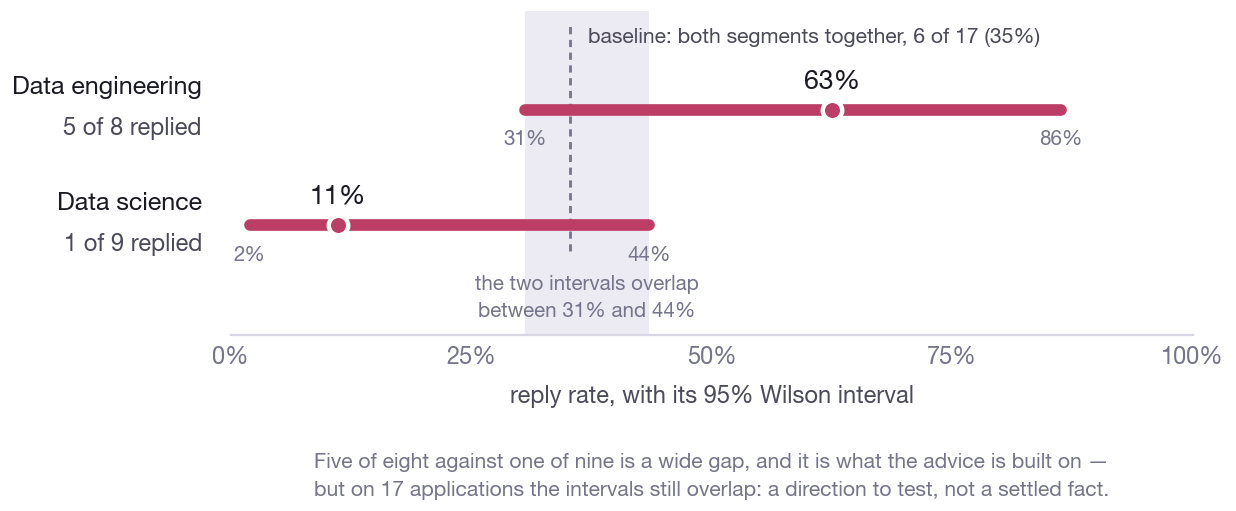 baseline: both segments together, 6 of 17 (35%)
Data engineering
5 of 8 replied
63%
31%
86%
Data science
1 of 9 replied
11%
2%
44%
the two intervals overlap
between 31% and 44%
0%
25%
50%
75%
100%
reply rate, with its 95% Wilson interval
Five of eight against one of nine is a wide gap, and it is what the advice is built on —
but on 17 applications the intervals still overlap: a direction to test, not a settled fact.